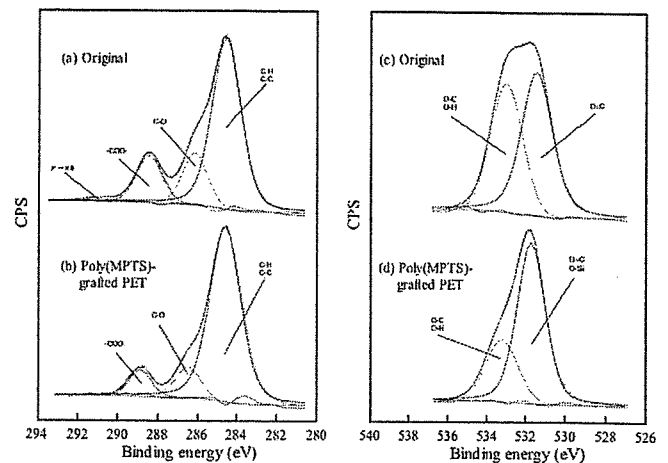 (a) Original
C-H
C-C
C-O
-COO-
CPS
(b) Poly(MPTS)-
grafted PET
C-H
C-C
C-O
-COO-
294 292 290 288 286 284 282 280
Binding energy (eV)
(c) Original
O-C
O-H
O=C
CPS
(d) Poly(MPTS)-
grafted PET
O=C
O-Si
O-C
O-H
540 538 536 534 532 530 528 526
Binding energy (eV)